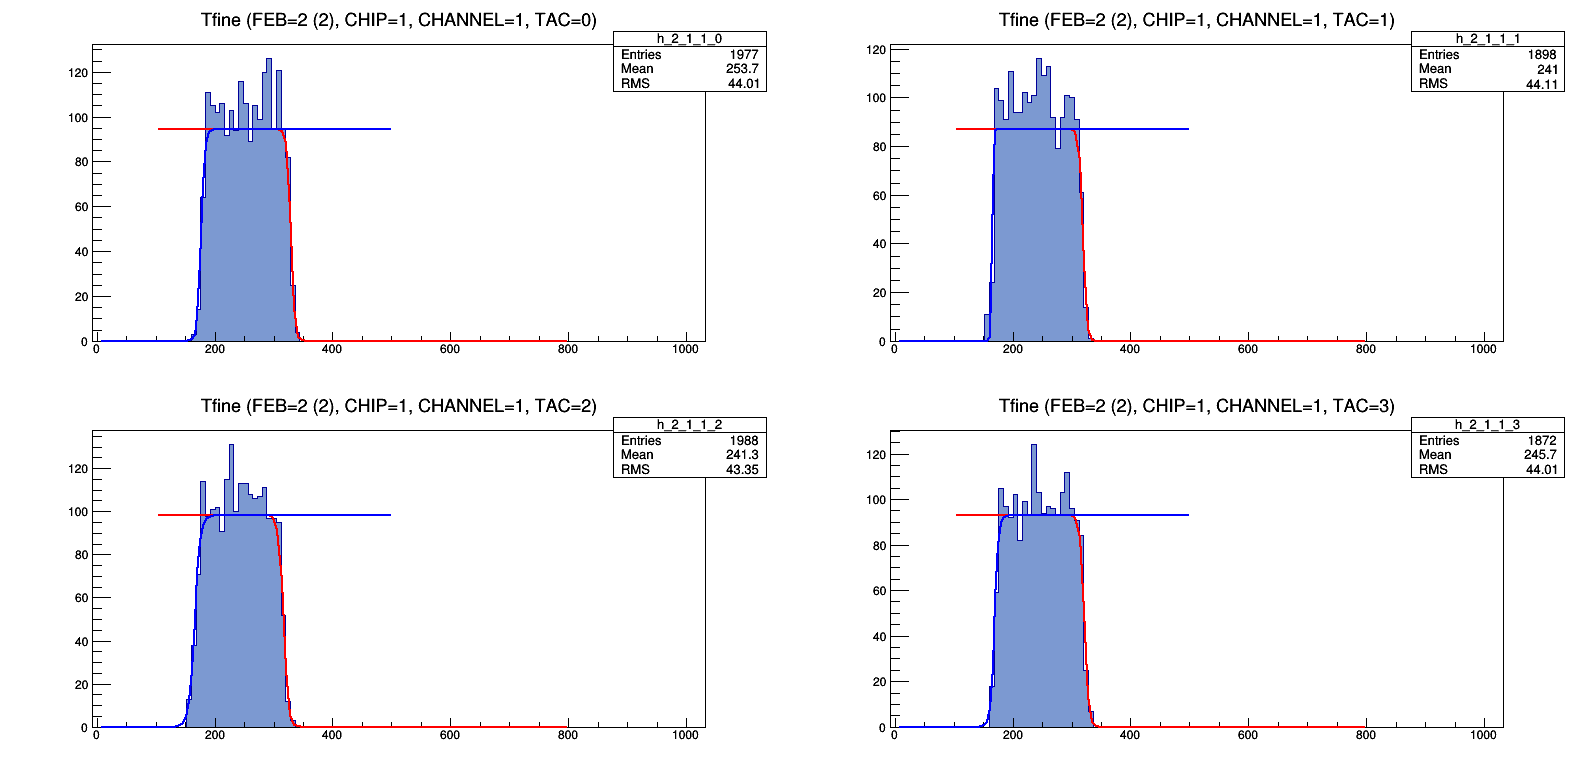 Tfine (FEB=2 (2), CHIP=1, CHANNEL=1, TAC=0)
h_2_1_1_0
Entries 1977
Mean 253.7
RMS 44.01
120
100
80
60
40
20
0
0 200 400 600 800 1000
Tfine (FEB=2 (2), CHIP=1, CHANNEL=1, TAC=1)
h_2_1_1_1
Entries 1898
Mean 241
RMS 44.11
120
100
80
60
40
20
0
0 200 400 600 800 1000
Tfine (FEB=2 (2), CHIP=1, CHANNEL=1, TAC=2)
h_2_1_1_2
Entries 1988
Mean 241.3
RMS 43.35
120
100
80
60
40
20
0
0 200 400 600 800 1000
Tfine (FEB=2 (2), CHIP=1, CHANNEL=1, TAC=3)
h_2_1_1_3
Entries 1872
Mean 245.7
RMS 44.01
120
100
80
60
40
20
0
0 200 400 600 800 1000